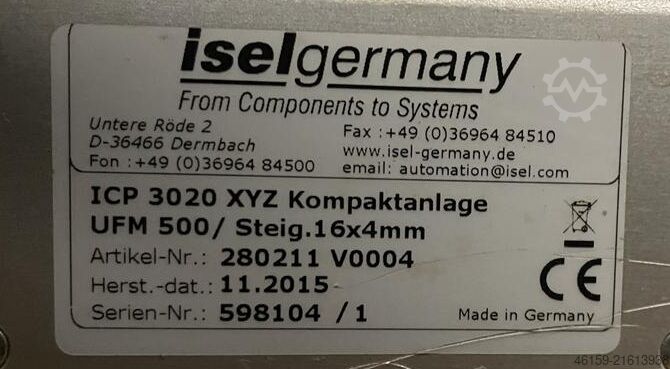 iselgermany
From Components to Systems
Untere Röde 2
D-36466 Dermbach
Fon :+49 (0)36964 84500
Fax :+49 (0)36964 84510
www.isel-germany.de
email: automation@isel.com
ICP 3020 XYZ Kompaktanlage
UFM 500/ Steig.16x4mm
Artikel-Nr.: 280211 V0004
Herst.-dat.: 11.2015
Serien-Nr.: 598104 /1
CE
Made in Germany